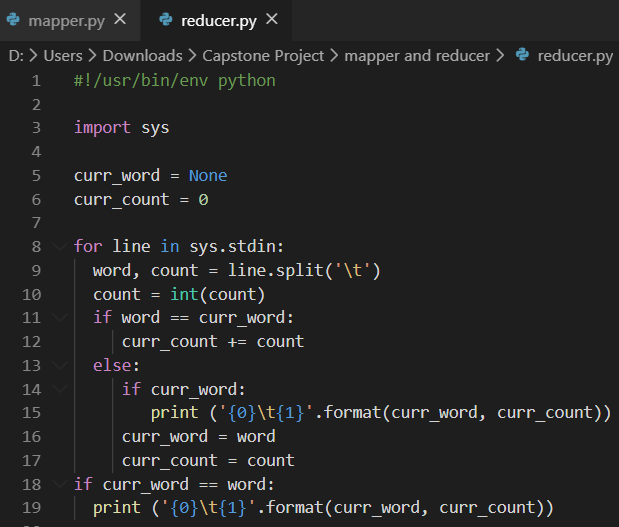 mapper.py × reducer.py ×
D: > Users > Downloads > Capstone Project > mapper and reducer > reducer.py
1 #!/usr/bin/env python
2
3 import sys
4
5 curr_word = None
6 curr_count = 0
7
8 for line in sys.stdin:
9   word, count = line.split('\t')
10   count = int(count)
11   if word == curr_word:
12      curr_count += count
13   else:
14      if curr_word:
15         print ('{0}\t{1}'.format(curr_word, curr_count))
16      curr_word = word
17      curr_count = count
18 if curr_word == word:
19   print ('{0}\t{1}'.format(curr_word, curr_count))